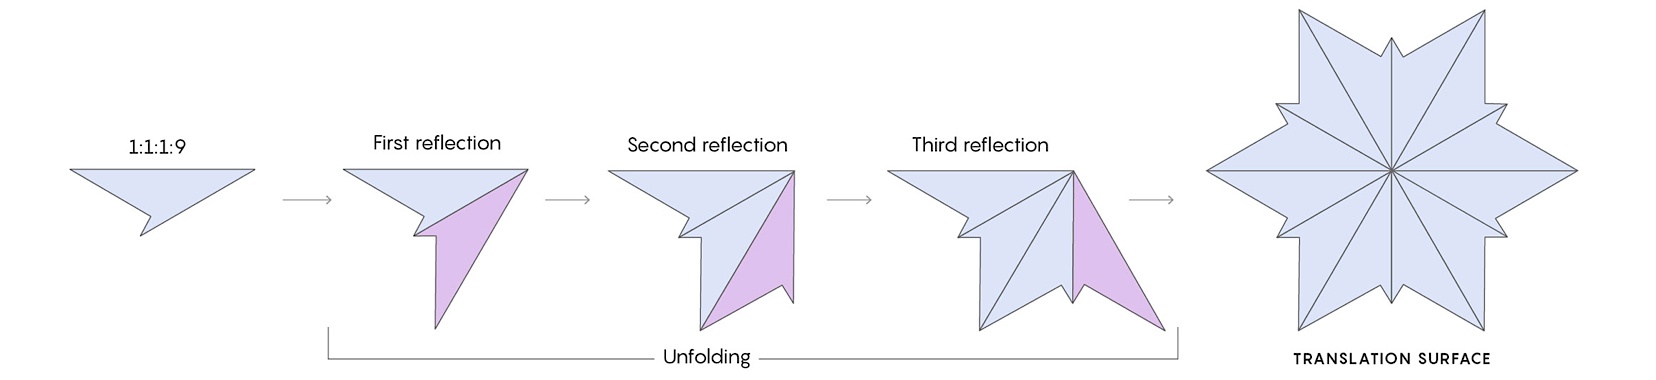 1:1:1:9
First reflection
Second reflection
Third reflection
Unfolding
TRANSLATION SURFACE